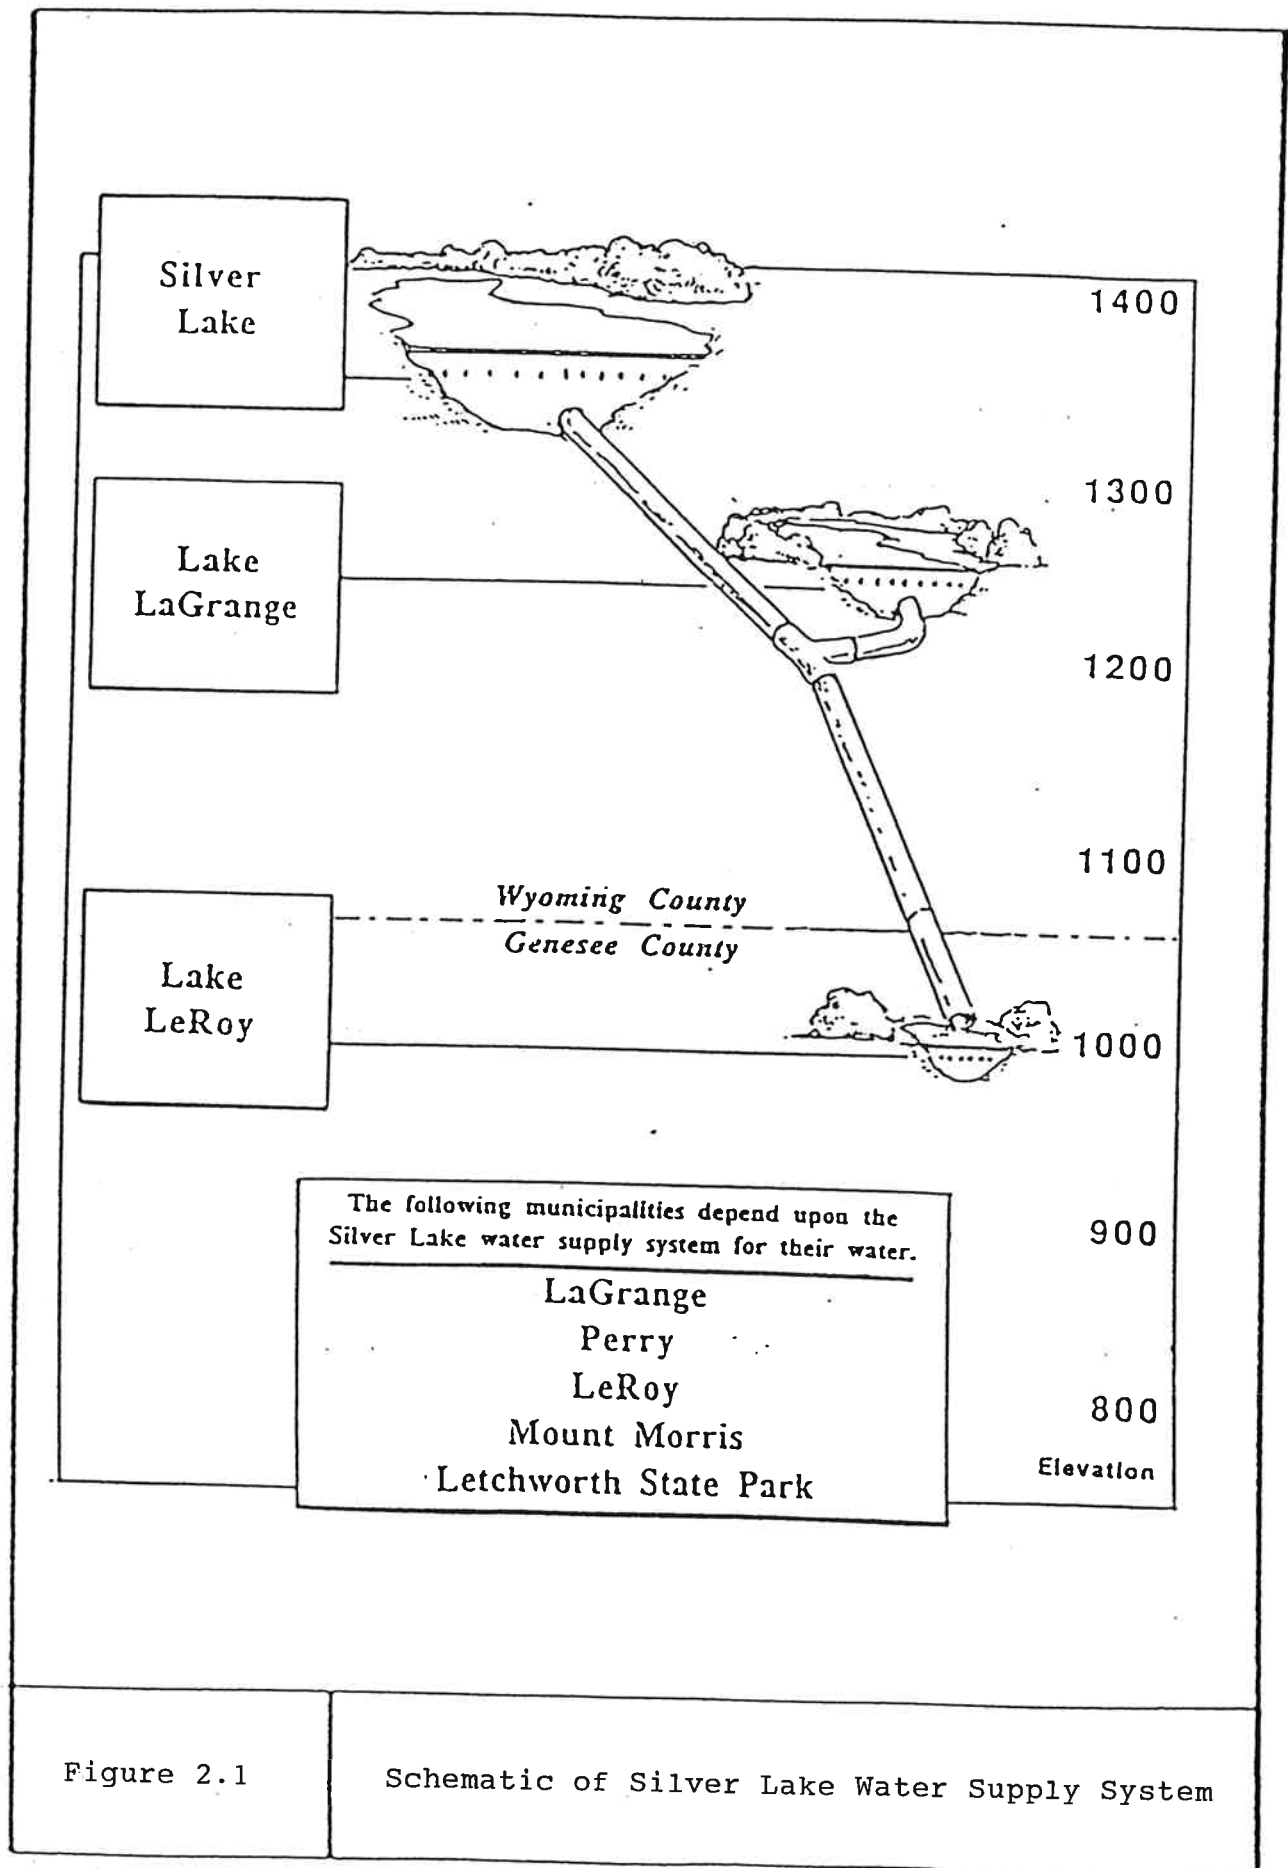 Silver
Lake
1400
1300
Lake
LaGrange
1200
1100
Wyoming County
Genesee County
Lake
LeRoy
1000
The following municipalities depend upon the
Silver Lake water supply system for their water.
900
LaGrange
Perry
LeRoy
800
Mount Morris
Elevation
Letchworth State Park
Figure 2.1
Schematic of Silver Lake Water Supply System